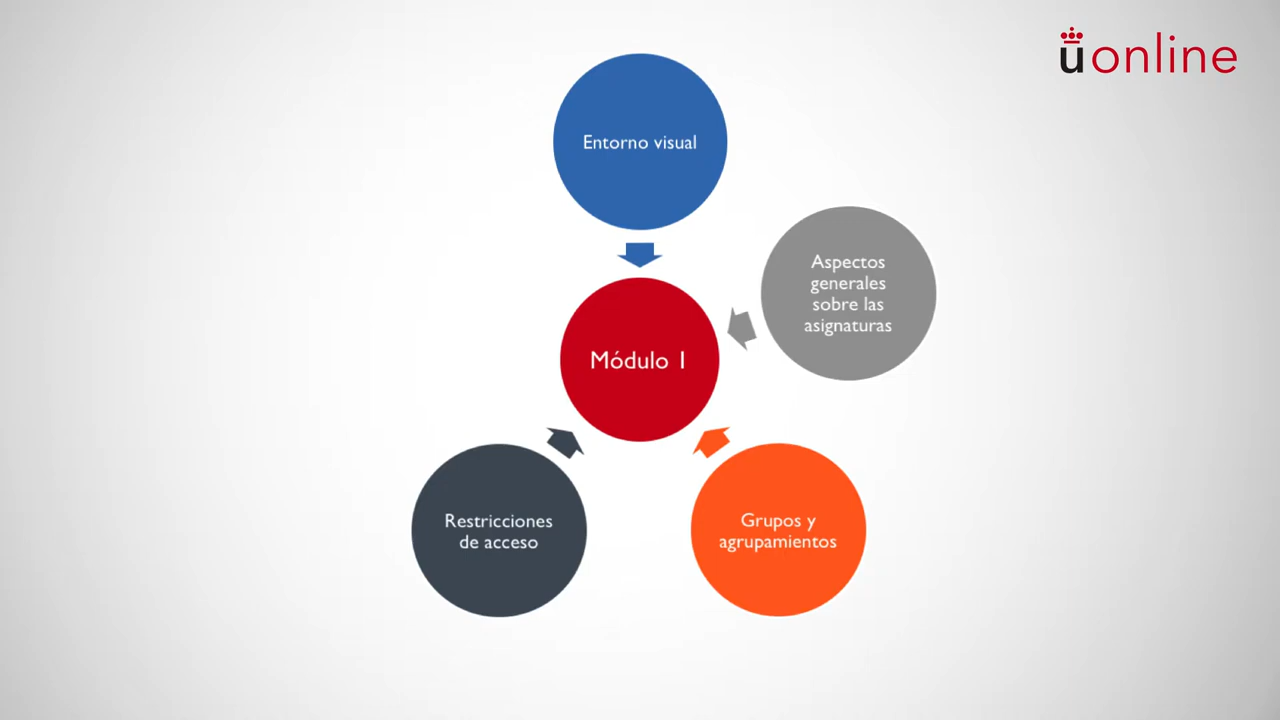 uonline
Entorno visual
Aspectos
generales
sobre las
asignaturas
Módulo 1
Restricciones
de acceso
Grupos y
agrupamientos